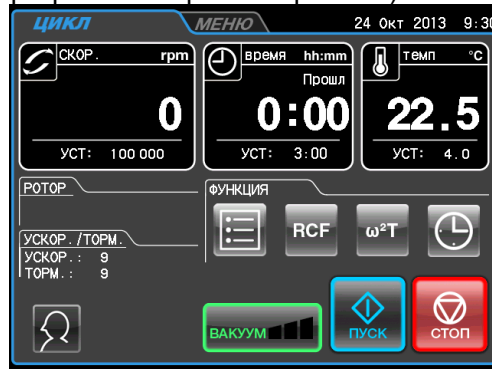 ЦИКЛ МЕНЮ 24 Окт 2013 9:30
СКОР. rpm
0
УСТ: 100 000
время hh:mm
Прошл
0:00
УСТ: 3:00
темп °C
22.5
УСТ: 4.0
РОТОР
УСКОР./ТОРМ.
УСКОР.: 9
ТОРМ.: 9
ФУНКЦИЯ
RCF ω²T
ВАКУУМ
ПУСК
СТОП